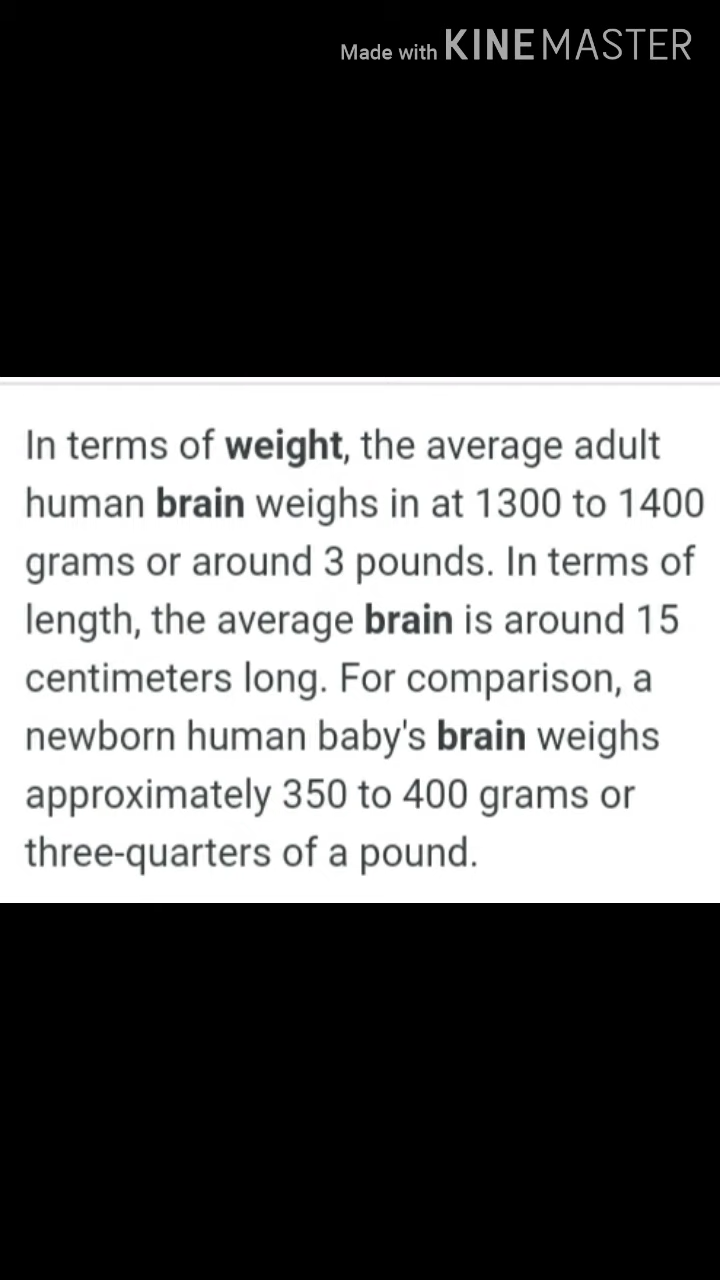 Made with KINEMASTER
In terms of weight, the average adult
human brain weighs in at 1300 to 1400
grams or around 3 pounds. In terms of
length, the average brain is around 15
centimeters long. For comparison, a
newborn human baby's brain weighs
approximately 350 to 400 grams or
three-quarters of a pound.